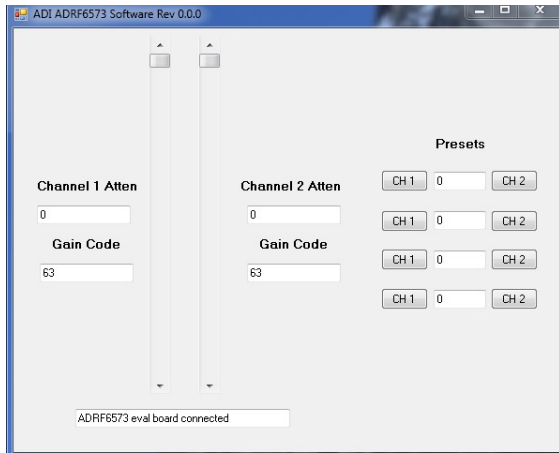 ADI ADRF6573 Software Rev 0.0.0
Presets
Channel 1 Atten
Channel 2 Atten
CH 1 0 CH 2
0
0
CH 1 0 CH 2
Gain Code
Gain Code
CH 1 0 CH 2
63
63
CH 1 0 CH 2
ADRF6573 eval board connected